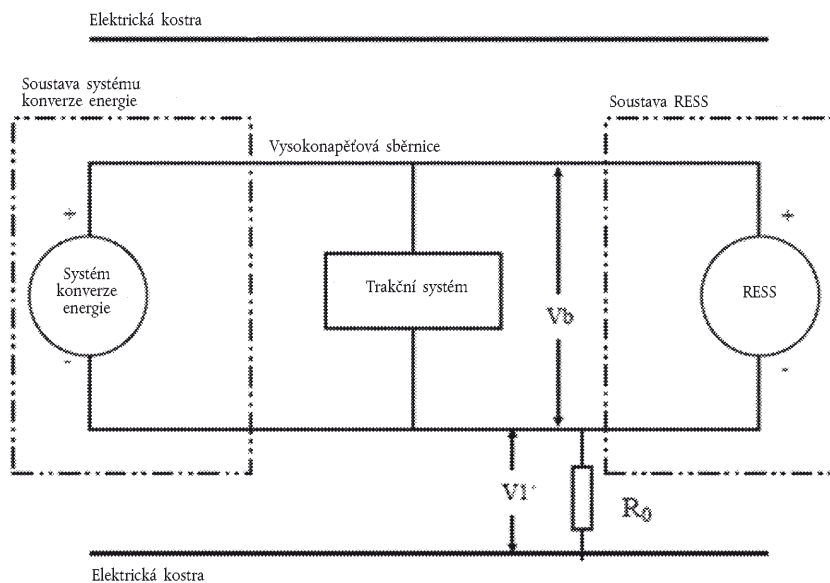 Elektrická kostra
Soustava systému
konverze energie
Soustava RESS
Vysokonapěťová sběrnice
+
+
Systém
konverze
energie
Trakční systém
Vb
RESS
-
-
V1'
R₀
Elektrická kostra